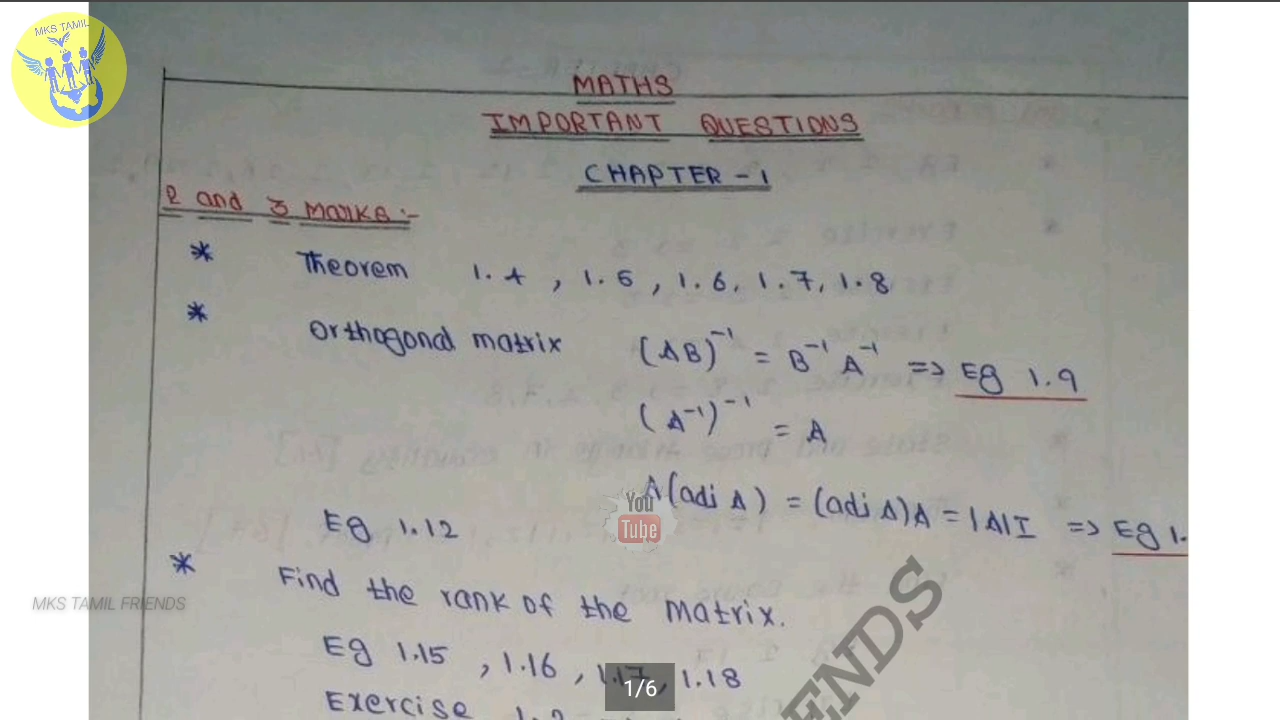 MKS TAMIL
MATHS
IMPORTANT QUESTIONS
CHAPTER - 1
2 and 3 marks :-
* Theorem 1.4 , 1.5 , 1.6 , 1.7 , 1.8
* Orthogonal matrix (AB)⁻¹ = B⁻¹ A⁻¹ => Eg 1.9
(A⁻¹)⁻¹ = A
A(adj A) = (adj A)A = |A|I => Eg 1.
Eg 1.12
You
Tube
* Find the rank of the matrix.
MKS TAMIL FRIENDS
Eg 1.15 , 1.16 , 1.17 , 1.18
1/6
ENDS
Exercise